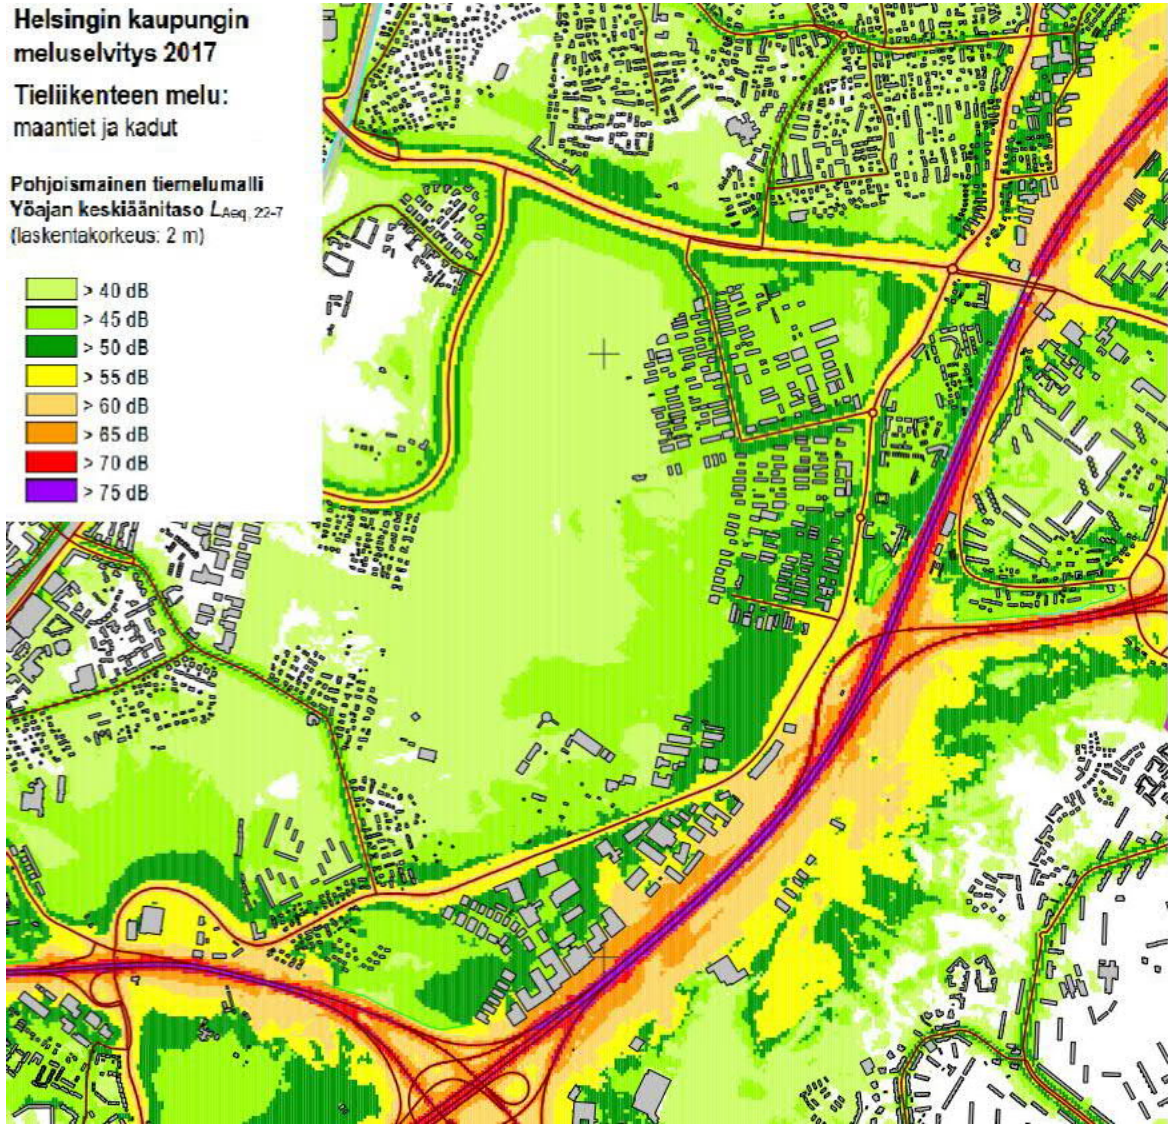 Helsingin kaupungin
meluselvitys 2017
Tieliikenteen melu:
maantiet ja kadut
Pohjoismainen tiemelumalli
Yöajan keskiäänitaso LAeq, 22-7
(laskentakorkeus: 2 m)
> 40 dB
> 45 dB
> 50 dB
> 55 dB
> 60 dB
> 65 dB
> 70 dB
> 75 dB